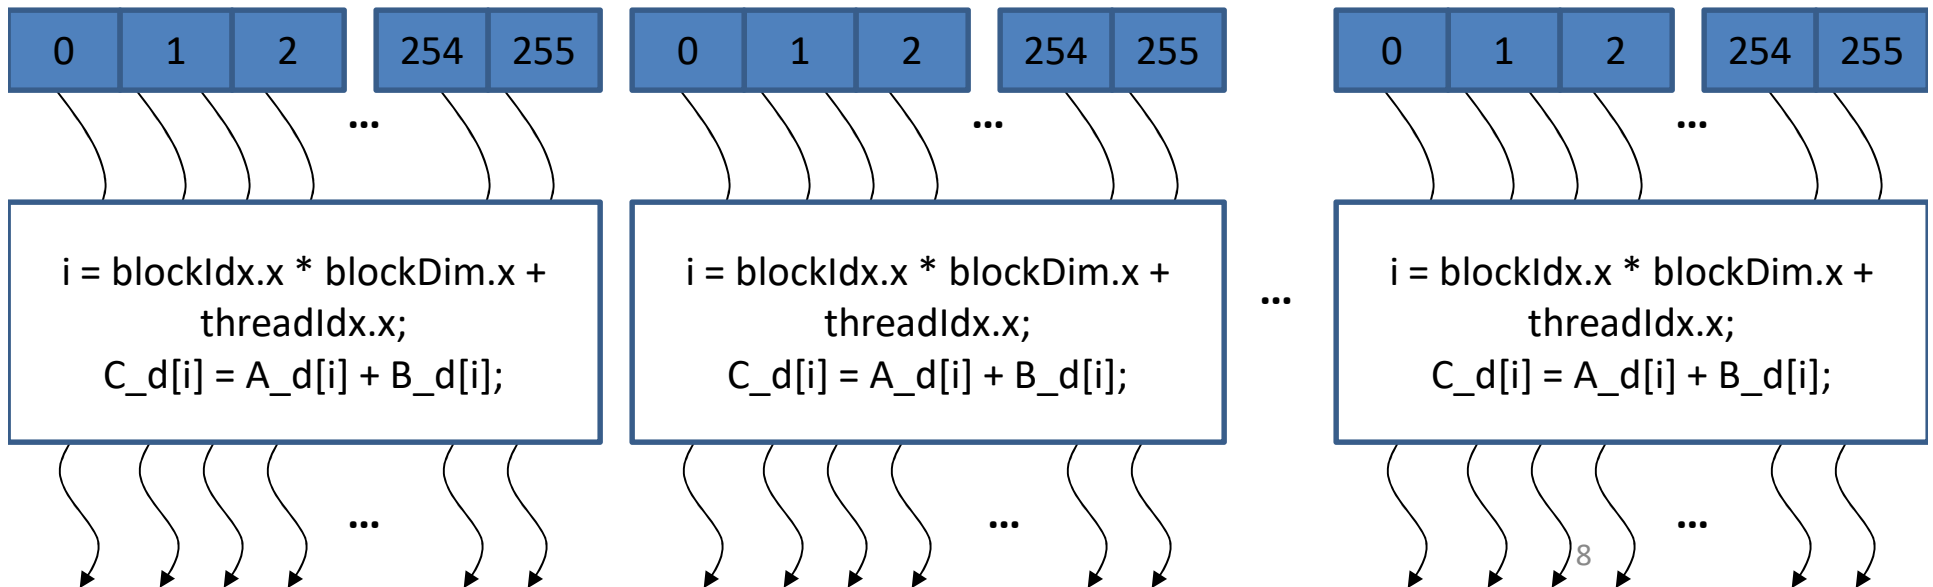 0 1 2 254 255 0 1 2 254 255 0 1 2 254 255
... ... ...
i = blockIdx.x * blockDim.x +
threadIdx.x;
C_d[i] = A_d[i] + B_d[i];
i = blockIdx.x * blockDim.x +
threadIdx.x;
C_d[i] = A_d[i] + B_d[i];
...
i = blockIdx.x * blockDim.x +
threadIdx.x;
C_d[i] = A_d[i] + B_d[i];
... ... ...
8